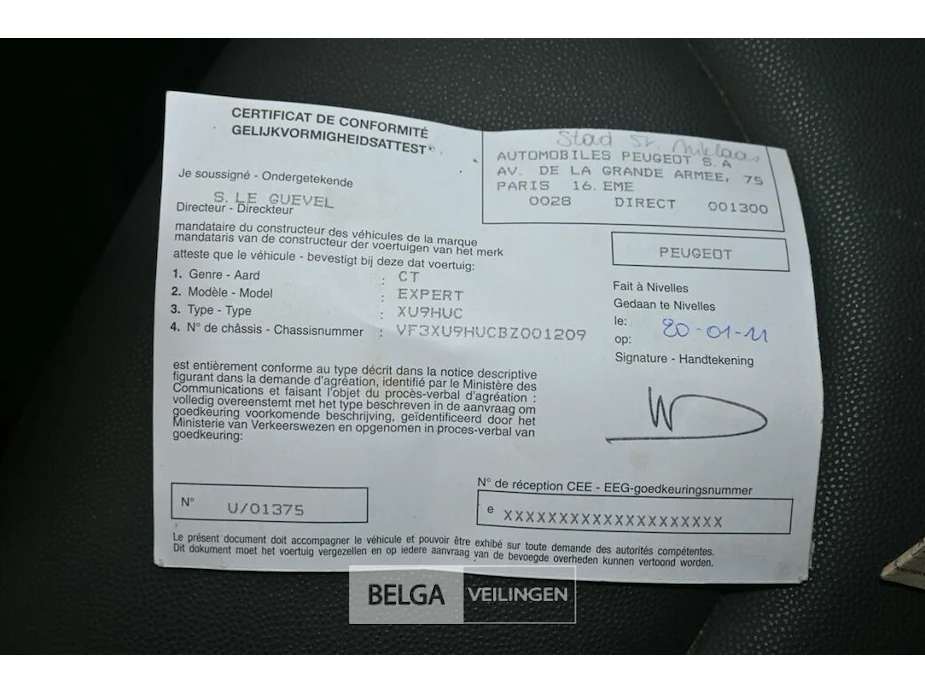 CERTIFICAT DE CONFORMITÉ
GELIJKVORMIGHEIDSATTEST
Stad St. Niklaas
AUTOMOBILES PEUGEOT S.A
AV. DE LA GRANDE ARMEE, 75
PARIS 16. EME
0028 DIRECT 001300
Je soussigné - Ondergetekende
S. LE GUEVEL
Directeur - Direckteur
mandataire du constructeur des véhicules de la marque
mandataris van de constructeur der voertuigen van het merk
PEUGEOT
atteste que le véhicule - bevestigt bij deze dat voertuig:
1. Genre - Aard : CT
2. Modèle - Model : EXPERT
3. Type - Type : XU9HUC
4. N° de châssis - Chassisnummer : VF3XU9HUCBZ001209
Fait à Nivelles
Gedaan te Nivelles
le:
op: 20-01-11
Signature - Handtekening
est entièrement conforme au type décrit dans la notice descriptive
figurant dans la demande d'agréation, identifié par le Ministère des
Communications et faisant l'objet du procès-verbal d'agréation :
volledig overeenstemt met het type beschreven in de aanvraag om
goedkeuring voorkomende beschrijving, geïdentificeerd door het
Ministerie van Verkeerswezen en opgenomen in proces-verbal van
goedkeuring:
N° U/01375
N° de réception CEE - EEG-goedkeuringsnummer
e XXXXXXXXXXXXXXXXXXXX
Le présent document doit accompagner le véhicule et pouvoir être exhibé sur toute demande des autorités compétentes.
Dit dokument moet het voertuig vergezellen en op iedere aanvraag van de bevoegde overheden kunnen vertoond worden.
BELGA VEILINGEN